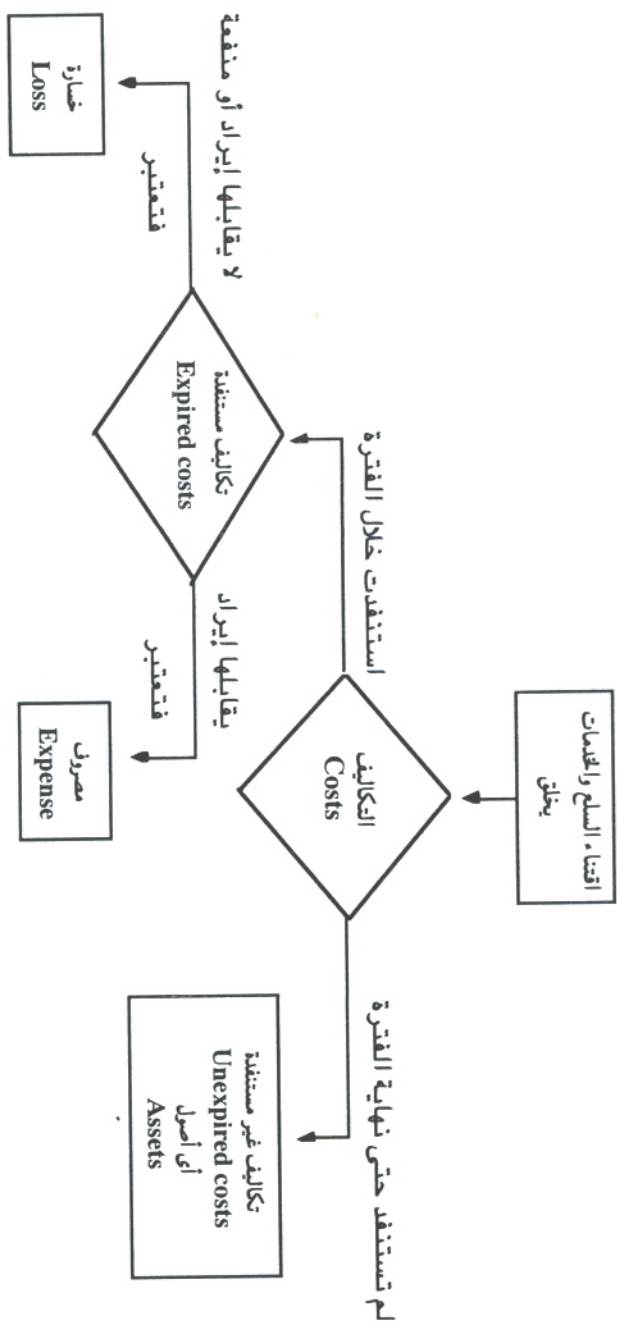 اقتناء السلع والخدمات
يخلق
التكاليف
Costs
استنفدت خلال الفترة
لم تستنفد حتى نهاية الفترة
تكاليف مستنفدة
Expired costs
تكاليف غير مستنفدة
Unexpired costs
أى أصول
Assets
لا يقابلها إيراد أو منفعة
فتعتبر
يقابلها إيراد
فتعتبر
خسارة
Loss
مصروف
Expense